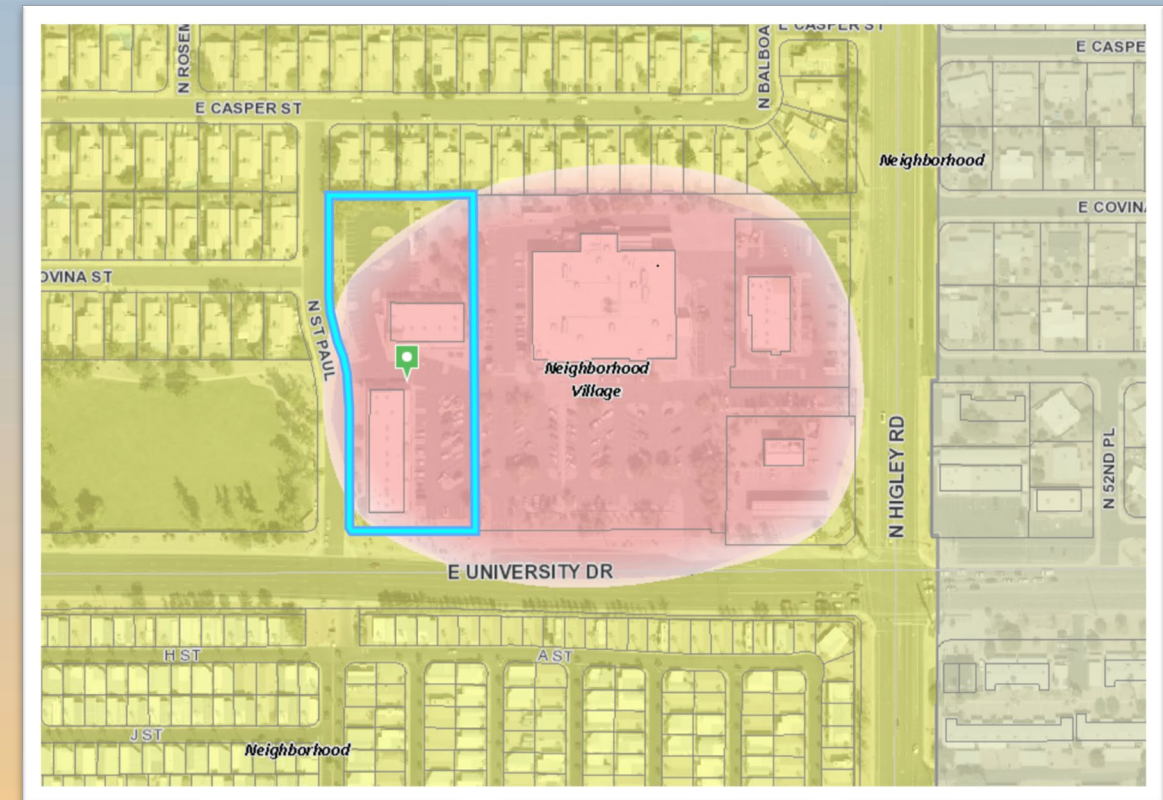 E CASPER ST
N ROSEM
N BALBOA
E CASPE
E CASPER ST
Neighborhood
E COVINA
OVINA ST
N ST PAUL
Neighborhood
Village
N HIGLEY RD
N 52ND PL
E UNIVERSITY DR
H ST
A ST
J ST
Neighborhood